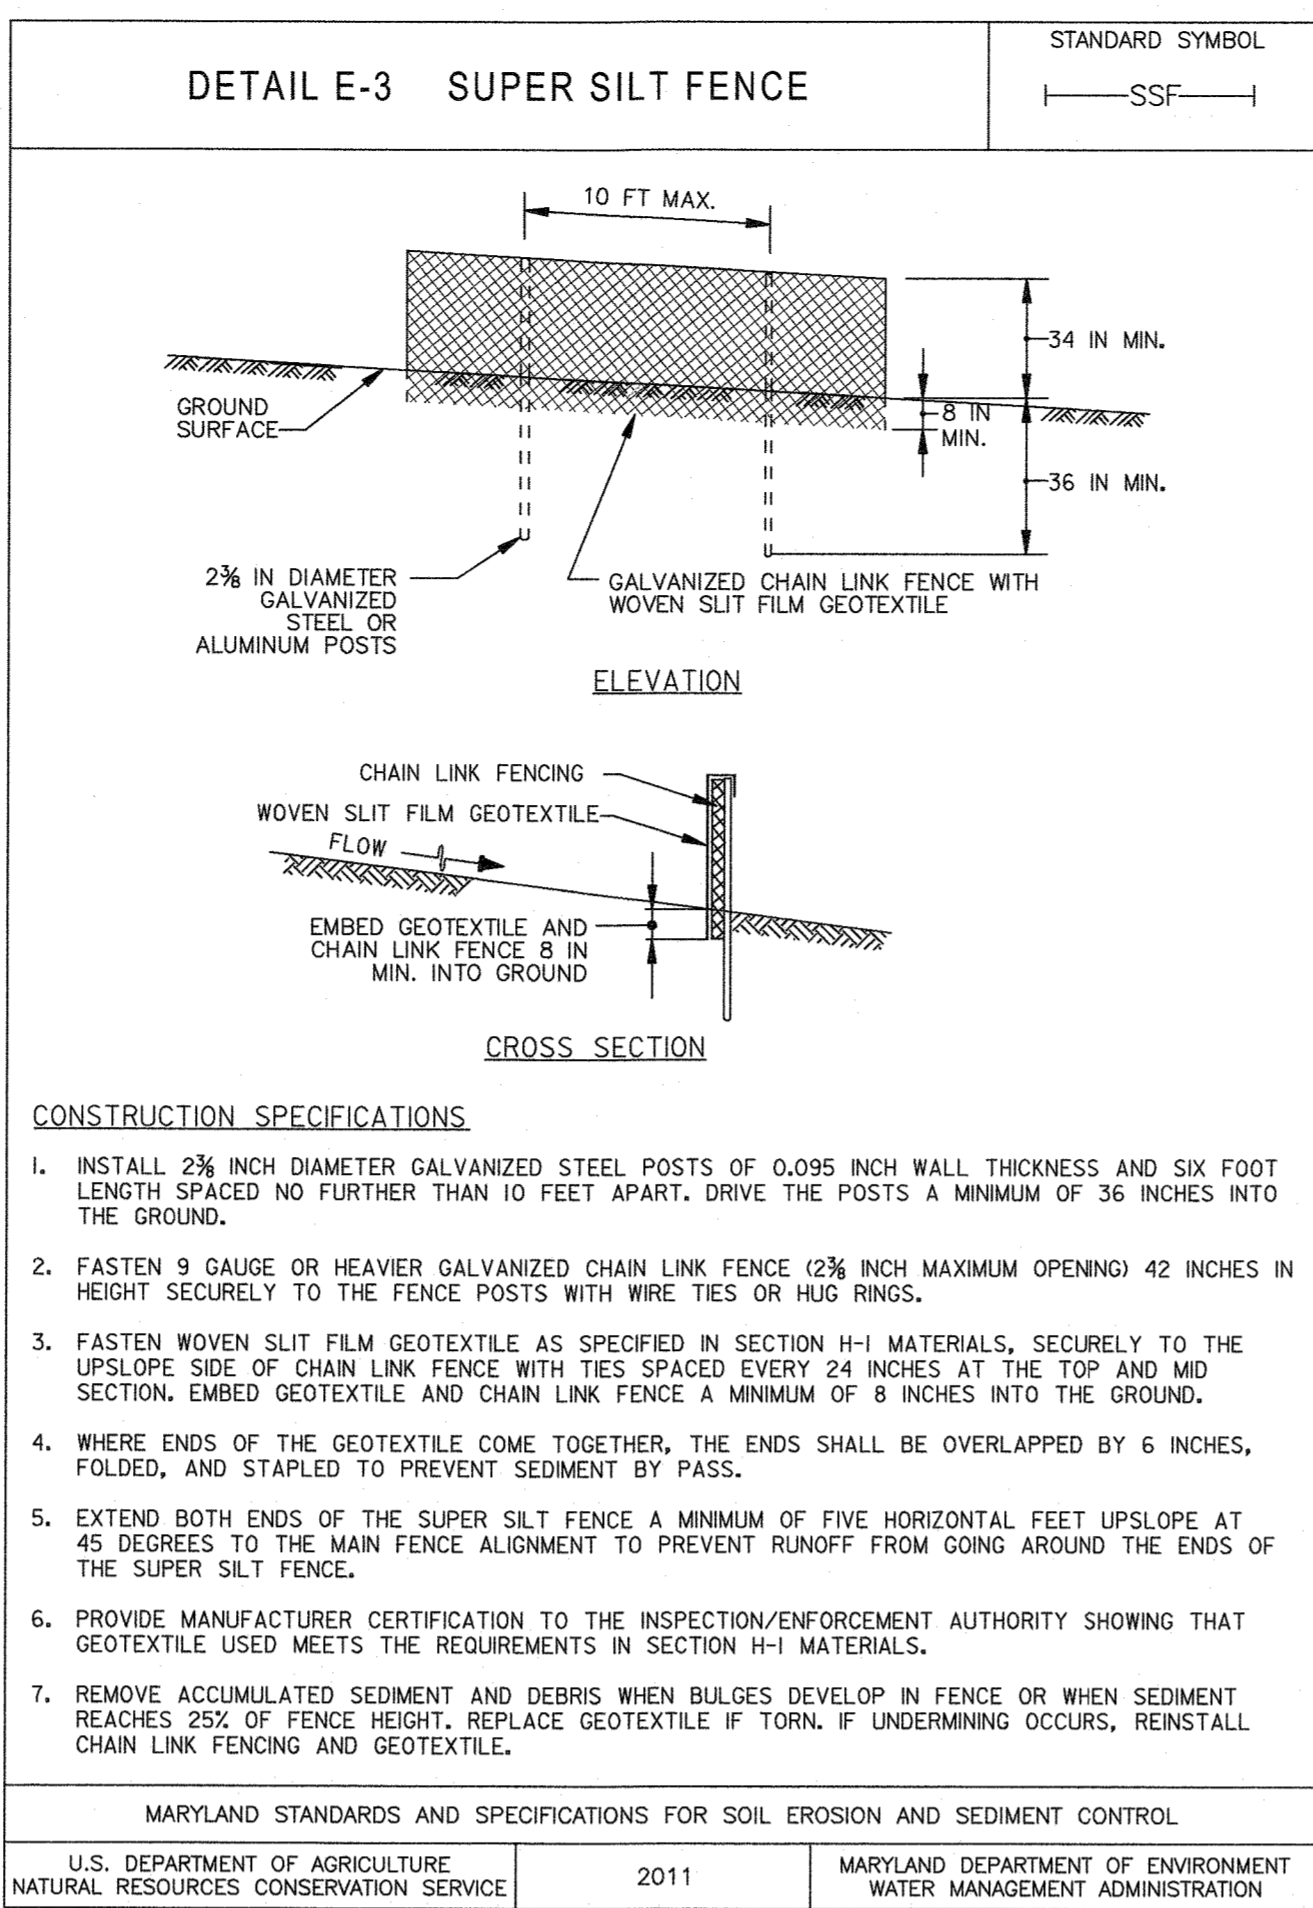 DETAIL E-3 SUPER SILT FENCE
STANDARD SYMBOL
SSF
10 FT MAX.
34 IN MIN.
GROUND
SURFACE
8 IN
MIN.
36 IN MIN.
2⅜ IN DIAMETER
GALVANIZED
STEEL OR
ALUMINUM POSTS
GALVANIZED CHAIN LINK FENCE WITH
WOVEN SLIT FILM GEOTEXTILE
ELEVATION
CHAIN LINK FENCING
WOVEN SLIT FILM GEOTEXTILE
FLOW
EMBED GEOTEXTILE AND
CHAIN LINK FENCE 8 IN
MIN. INTO GROUND
CROSS SECTION
CONSTRUCTION SPECIFICATIONS
1. INSTALL 2⅜ INCH DIAMETER GALVANIZED STEEL POSTS OF 0.095 INCH WALL THICKNESS AND SIX FOOT
LENGTH SPACED NO FURTHER THAN 10 FEET APART. DRIVE THE POSTS A MINIMUM OF 36 INCHES INTO
THE GROUND.
2. FASTEN 9 GAUGE OR HEAVIER GALVANIZED CHAIN LINK FENCE (2⅜ INCH MAXIMUM OPENING) 42 INCHES IN
HEIGHT SECURELY TO THE FENCE POSTS WITH WIRE TIES OR HUG RINGS.
3. FASTEN WOVEN SLIT FILM GEOTEXTILE AS SPECIFIED IN SECTION H-1 MATERIALS, SECURELY TO THE
UPSLOPE SIDE OF CHAIN LINK FENCE WITH TIES SPACED EVERY 24 INCHES AT THE TOP AND MID
SECTION. EMBED GEOTEXTILE AND CHAIN LINK FENCE A MINIMUM OF 8 INCHES INTO THE GROUND.
4. WHERE ENDS OF THE GEOTEXTILE COME TOGETHER, THE ENDS SHALL BE OVERLAPPED BY 6 INCHES,
FOLDED, AND STAPLED TO PREVENT SEDIMENT BY PASS.
5. EXTEND BOTH ENDS OF THE SUPER SILT FENCE A MINIMUM OF FIVE HORIZONTAL FEET UPSLOPE AT
45 DEGREES TO THE MAIN FENCE ALIGNMENT TO PREVENT RUNOFF FROM GOING AROUND THE ENDS OF
THE SUPER SILT FENCE.
6. PROVIDE MANUFACTURER CERTIFICATION TO THE INSPECTION/ENFORCEMENT AUTHORITY SHOWING THAT
GEOTEXTILE USED MEETS THE REQUIREMENTS IN SECTION H-1 MATERIALS.
7. REMOVE ACCUMULATED SEDIMENT AND DEBRIS WHEN BULGES DEVELOP IN FENCE OR WHEN SEDIMENT
REACHES 25% OF FENCE HEIGHT. REPLACE GEOTEXTILE IF TORN. IF UNDERMINING OCCURS, REINSTALL
CHAIN LINK FENCING AND GEOTEXTILE.
MARYLAND STANDARDS AND SPECIFICATIONS FOR SOIL EROSION AND SEDIMENT CONTROL
U.S. DEPARTMENT OF AGRICULTURE
NATURAL RESOURCES CONSERVATION SERVICE
2011
MARYLAND DEPARTMENT OF ENVIRONMENT
WATER MANAGEMENT ADMINISTRATION